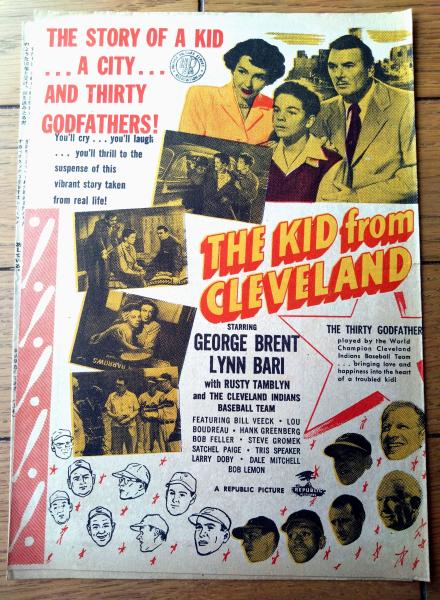 THE STORY OF A KID
...A CITY...
AND THIRTY
GODFATHERS!
You'll cry . . . you'll laugh
. . . you'll thrill to the
suspense of this
vibrant story taken
from real life!
THE KID from
CLEVELAND
STARRING
GEORGE BRENT
LYNN BARI
with RUSTY TAMBLYN
and THE CLEVELAND INDIANS
BASEBALL TEAM
FEATURING BILL VEECK • LOU
BOUDREAU • HANK GREENBERG
BOB FELLER • STEVE GROMEK
SATCHEL PAIGE • TRIS SPEAKER
LARRY DOBY • DALE MITCHELL
BOB LEMON
A REPUBLIC PICTURE
REPUBLIC
THE THIRTY GODFATHER
played by the World
Champion Cleveland
Indians Baseball Team
. . . bringing love and
happiness into the heart
of a troubled kid!